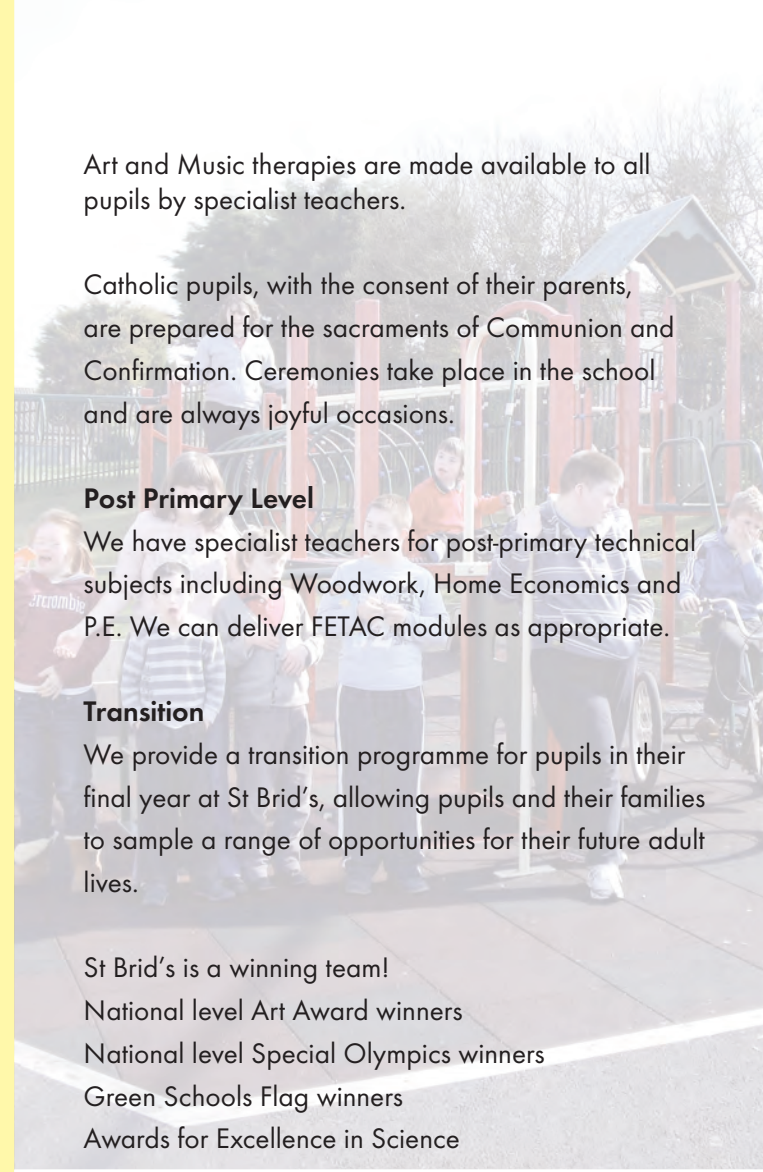 Art and Music therapies are made available to all
pupils by specialist teachers.
Catholic pupils, with the consent of their parents,
are prepared for the sacraments of Communion and
Confirmation. Ceremonies take place in the school
and are always joyful occasions.
Post Primary Level
We have specialist teachers for post-primary technical
subjects including Woodwork, Home Economics and
P.E. We can deliver FETAC modules as appropriate.
Transition
We provide a transition programme for pupils in their
final year at St Brid’s, allowing pupils and their families
to sample a range of opportunities for their future adult
lives.
St Brid’s is a winning team!
National level Art Award winners
National level Special Olympics winners
Green Schools Flag winners
Awards for Excellence in Science